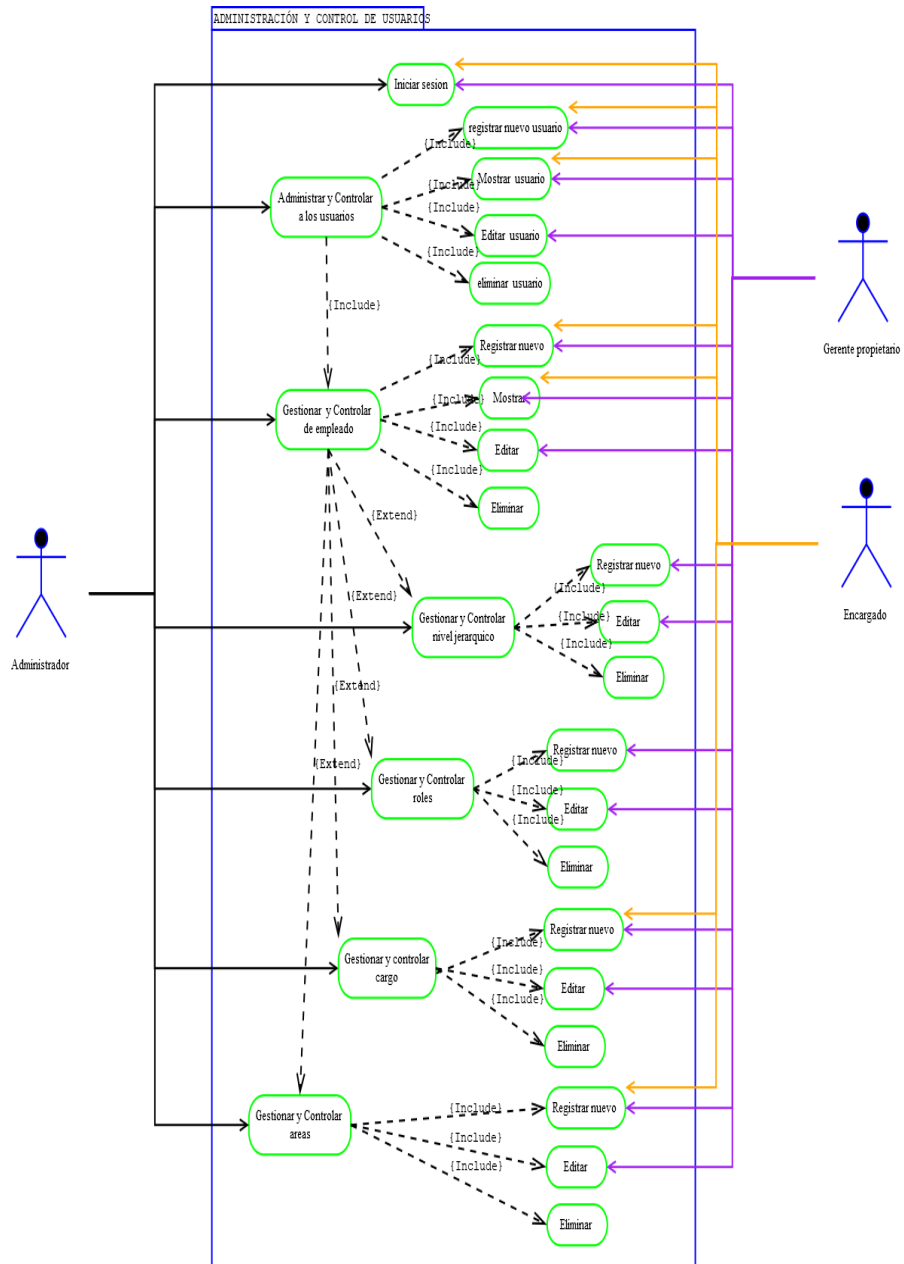 ADMINISTRACIÓN Y CONTROL DE USUARIOS
Iniciar sesion
registrar nuevo usuario
{Include}
Mostrar usuario
{Include}
Administrar y Controlar
a los usuarios
{Include}
Editar usuario
{Include}
eliminar usuario
{Include}
Gerente propietario
Registrar nuevo
{Include}
Mostrar
{Include}
Gestionar y Controlar
de empleado
{Include}
Editar
{Include}
Eliminar
{Extend}
Registrar nuevo
{Include}
{Extend}
Gestionar y Controlar
nivel jerarquico
{Include}
Editar
{Include}
Eliminar
Encargado
Administrador
{Extend}
Registrar nuevo
{Include}
{Extend}
Gestionar y Controlar
roles
{Include}
Editar
{Include}
Eliminar
Registrar nuevo
{Include}
Gestionar y controlar
cargo
{Include}
Editar
{Include}
Eliminar
Gestionar y Controlar
areas
{Include}
Registrar nuevo
{Include}
Editar
{Include}
Eliminar